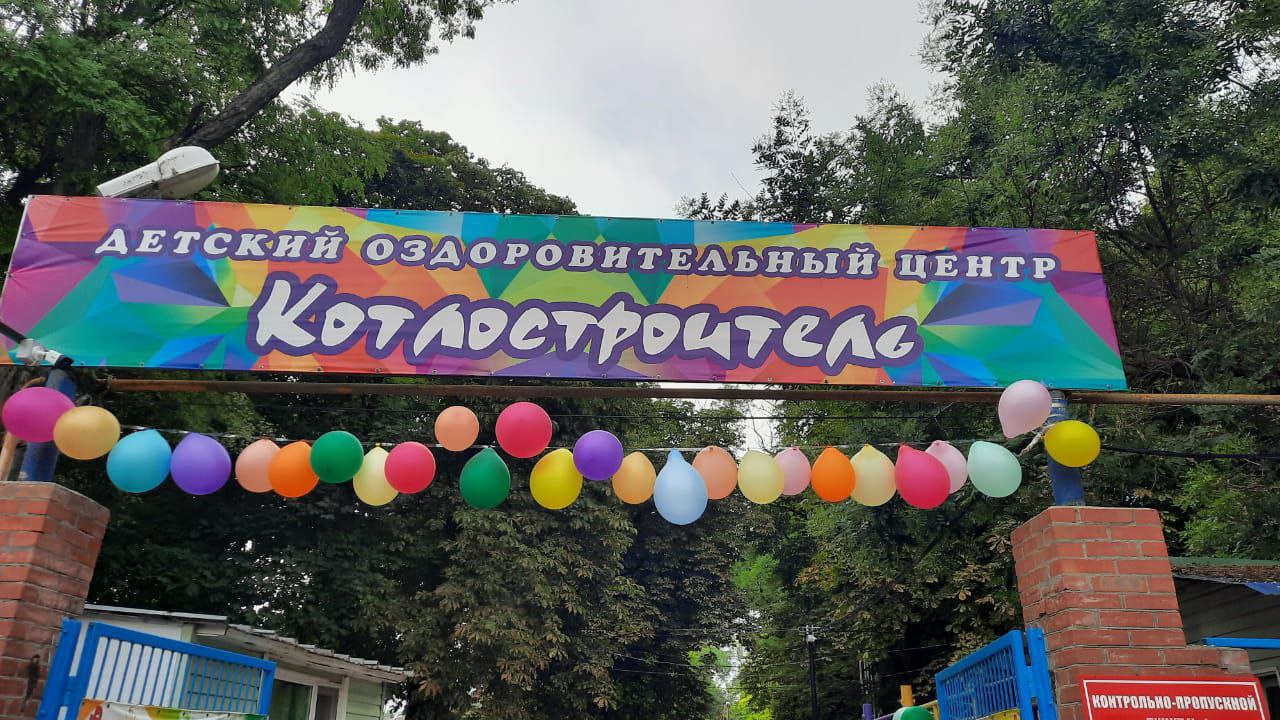 ДЕТСКИЙ ОЗДОРОВИТЕЛЬНЫЙ ЦЕНТР
Котлостроитель
КОНТРОЛЬНО-ПРОПУСКНОЙ